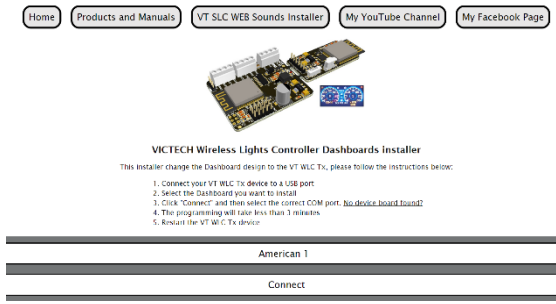 Home
Products and Manuals
VT SLC WEB Sounds Installer
My YouTube Channel
My Facebook Page
VICTECH Wireless Lights Controller Dashboards installer
This installer change the Dashboard design to the VT WLC Tx, please follow the instructions below:
1. Connect your VT WLC Tx device to a USB port
2. Select the Dashboard you want to install
3. Click "Connect" and then select the correct COM port. No device board found?
4. The programming will take less than 3 minutes
5. Restart the VT WLC Tx device
American 1
Connect